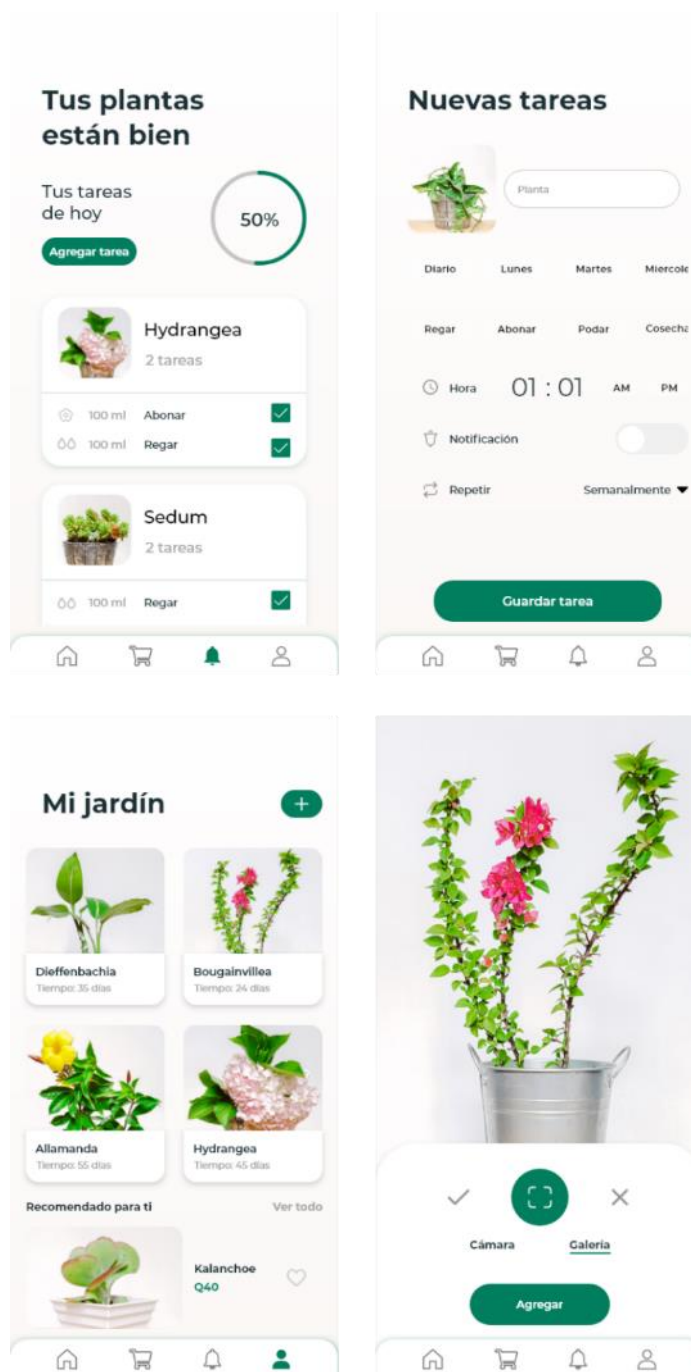 Tus plantas
están bien
Tus tareas
de hoy
50%
Agregar tarea
Hydrangea
2 tareas
100 ml Abonar
100 ml Regar
Sedum
2 tareas
100 ml Regar
Nuevas tareas
Planta
Diario Lunes Martes Miercole
Regar Abonar Podar Cosecha
Hora 01 : 01 AM PM
Notificación
Repetir Semanalmente
Guardar tarea
Mi jardín
Dieffenbachia
Tiempo: 35 días
Bougainvillea
Tiempo: 24 días
Allamanda
Tiempo: 55 días
Hydrangea
Tiempo: 45 días
Recomendado para ti Ver todo
Kalanchoe
Q40
Cámara Galería
Agregar